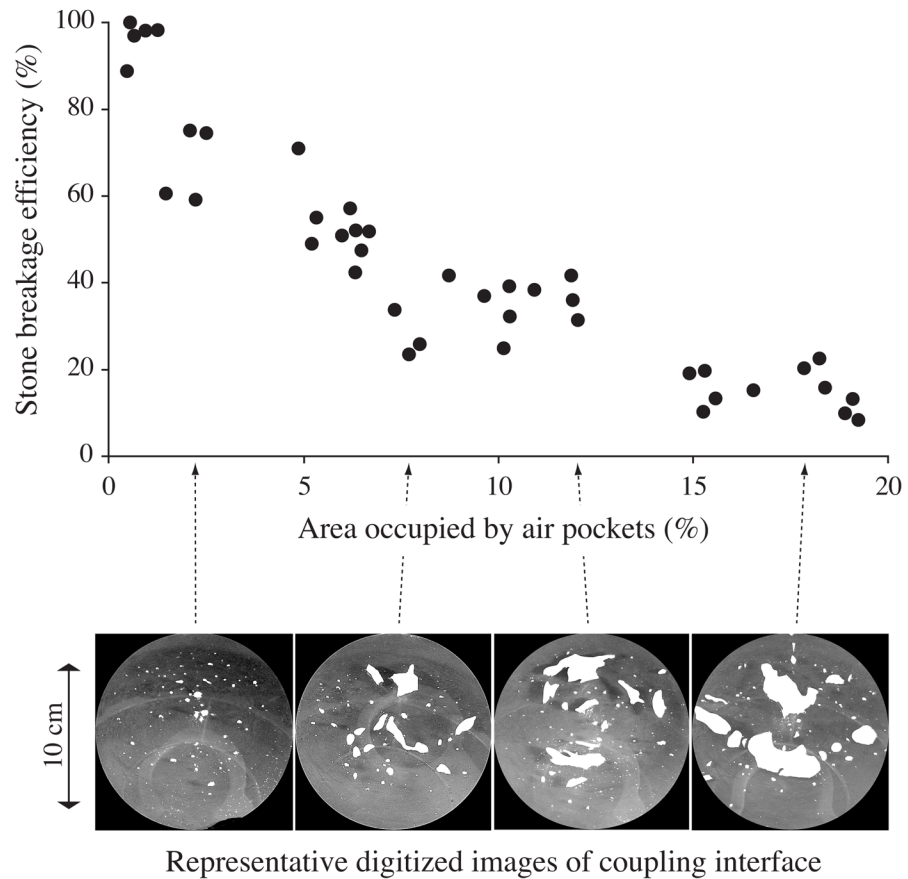 Stone breakage efficiency (%)
100
80
60
40
20
0
0 5 10 15 20
Area occupied by air pockets (%)
10 cm
Representative digitized images of coupling interface